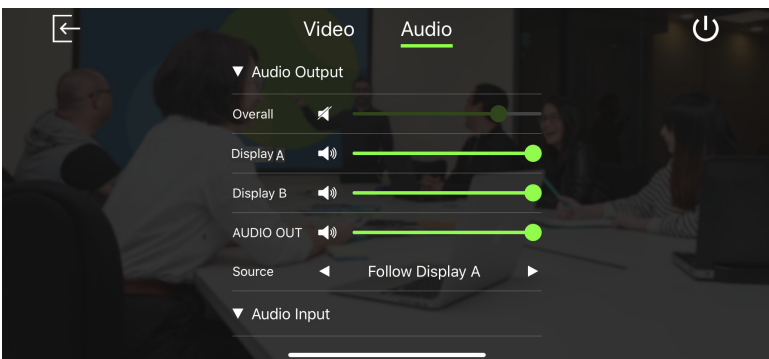 Video Audio
▼ Audio Output
Overall
Display A
Display B
AUDIO OUT
Source ◀ Follow Display A ▶
▼ Audio Input